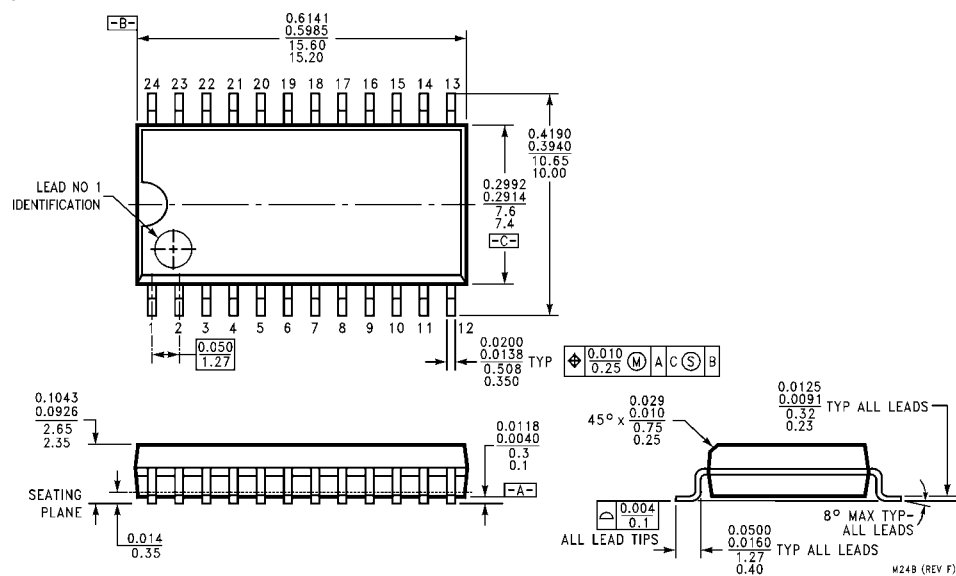 -B-
0.6141
0.5985
15.60
15.20
24 23 22 21 20 19 18 17 16 15 14 13
LEAD NO 1
IDENTIFICATION
0.4190
0.3940
10.65
10.00
0.2992
0.2914
7.6
7.4
-C-
1 2 3 4 5 6 7 8 9 10 11 12
0.050
1.27
0.0200
0.0138
0.508
0.350
TYP
⌖ 0.010
0.25
Ⓜ A C Ⓢ B
0.1043
0.0926
2.65
2.35
0.0118
0.0040
0.3
0.1
-A-
SEATING
PLANE
0.014
0.35
45° x
0.029
0.010
0.75
0.25
0.0125
0.0091
0.32
0.23
TYP ALL LEADS
⌓ 0.004
0.1
ALL LEAD TIPS
0.0500
0.0160
1.27
0.40
TYP ALL LEADS
8° MAX TYP-
ALL LEADS
M24B (REV F)